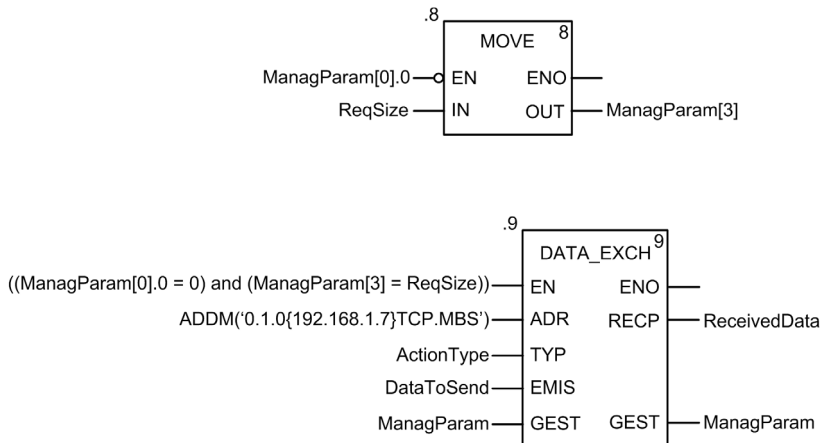 .8
MOVE 8
ManagParam[0].0 EN ENO
ReqSize IN OUT ManagParam[3]
.9
DATA_EXCH 9
((ManagParam[0].0 = 0) and (ManagParam[3] = ReqSize)) EN ENO
ADDM(‘0.1.0{192.168.1.7}TCP.MBS’) ADR RECP ReceivedData
ActionType TYP
DataToSend EMIS
ManagParam GEST GEST ManagParam